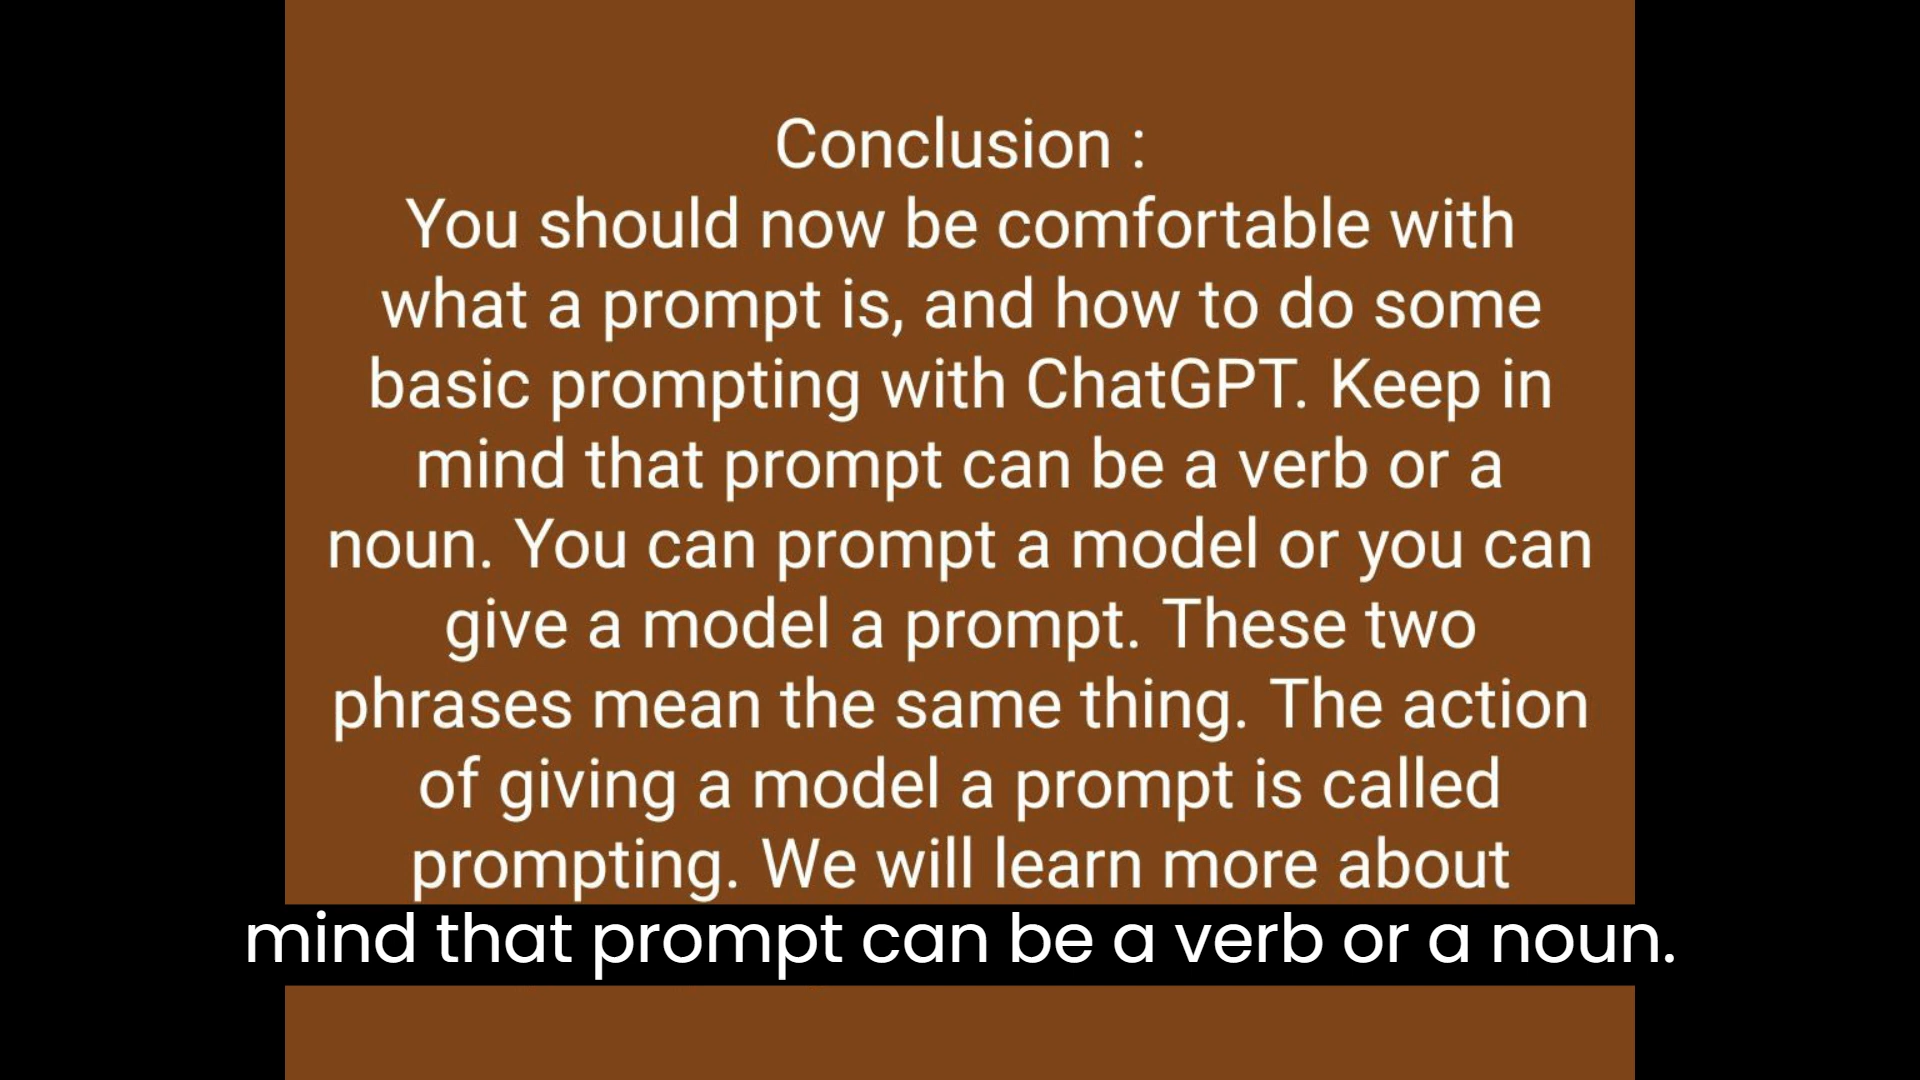 Conclusion :
You should now be comfortable with
what a prompt is, and how to do some
basic prompting with ChatGPT. Keep in
mind that prompt can be a verb or a
noun. You can prompt a model or you can
give a model a prompt. These two
phrases mean the same thing. The action
of giving a model a prompt is called
prompting. We will learn more about
mind that prompt can be a verb or a noun.